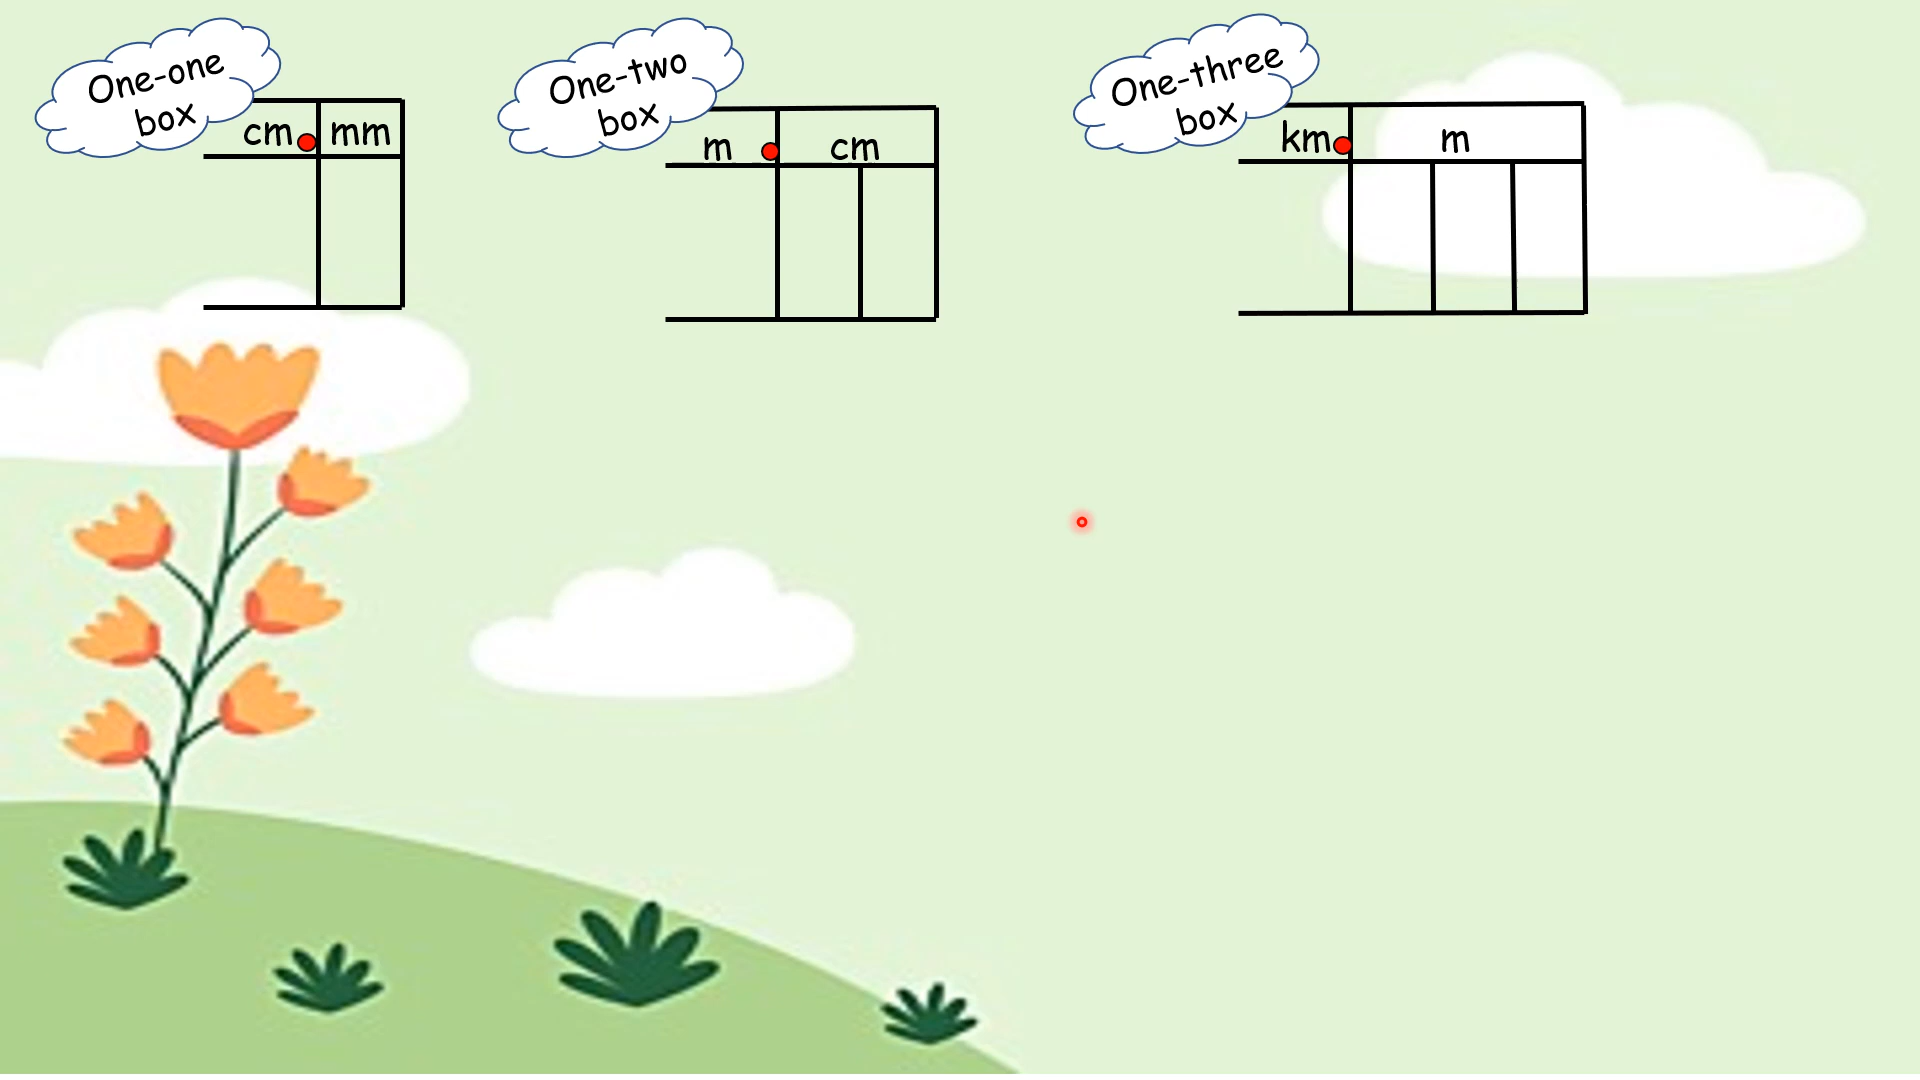 One-one
box
cm mm
One-two
box
m cm
One-three
box
km m